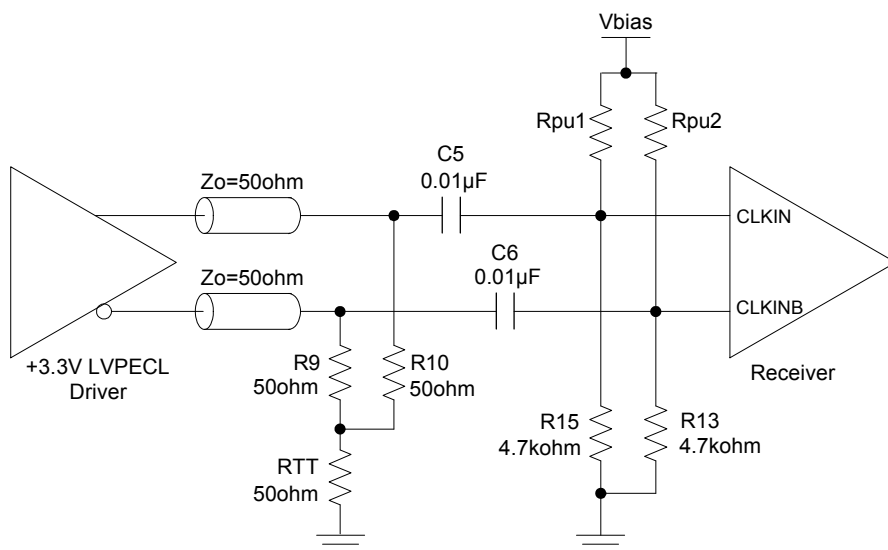 Vbias
Rpu1
Rpu2
C5
0.01µF
Zo=50ohm
CLKIN
C6
0.01µF
Zo=50ohm
CLKINB
+3.3V LVPECL
Driver
R9
50ohm
R10
50ohm
Receiver
R15
4.7kohm
R13
4.7kohm
RTT
50ohm